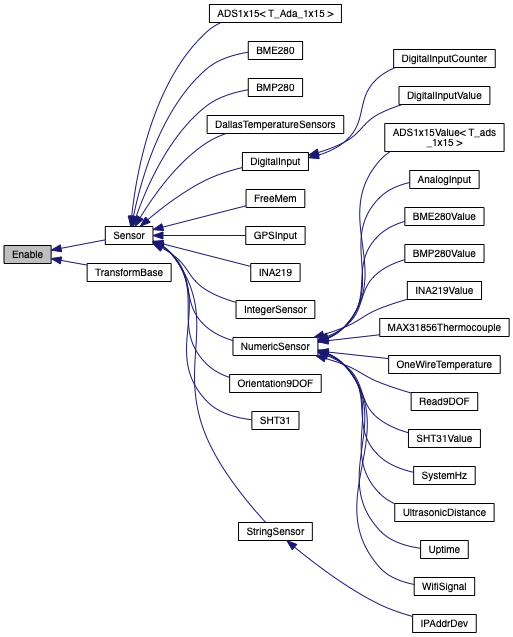 Enable
Sensor
TransformBase
ADS1x15< T_Ada_1x15 >
BME280
BMP280
DallasTemperatureSensors
DigitalInput
FreeMem
GPSInput
INA219
IntegerSensor
NumericSensor
Orientation9DOF
SHT31
StringSensor
DigitalInputCounter
DigitalInputValue
ADS1x15Value< T_ads
_1x15 >
AnalogInput
BME280Value
BMP280Value
INA219Value
MAX31856Thermocouple
OneWireTemperature
Read9DOF
SHT31Value
SystemHz
UltrasonicDistance
Uptime
WifiSignal
IPAddrDev